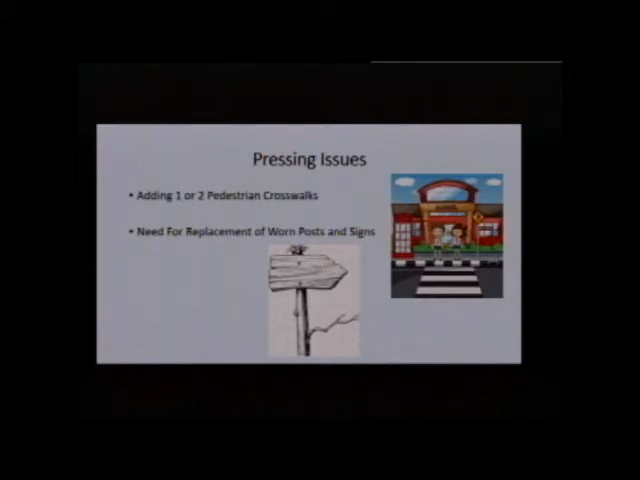 Pressing Issues
• Adding 1 or 2 Pedestrian Crosswalks
• Need For Replacement of Worn Posts and Signs